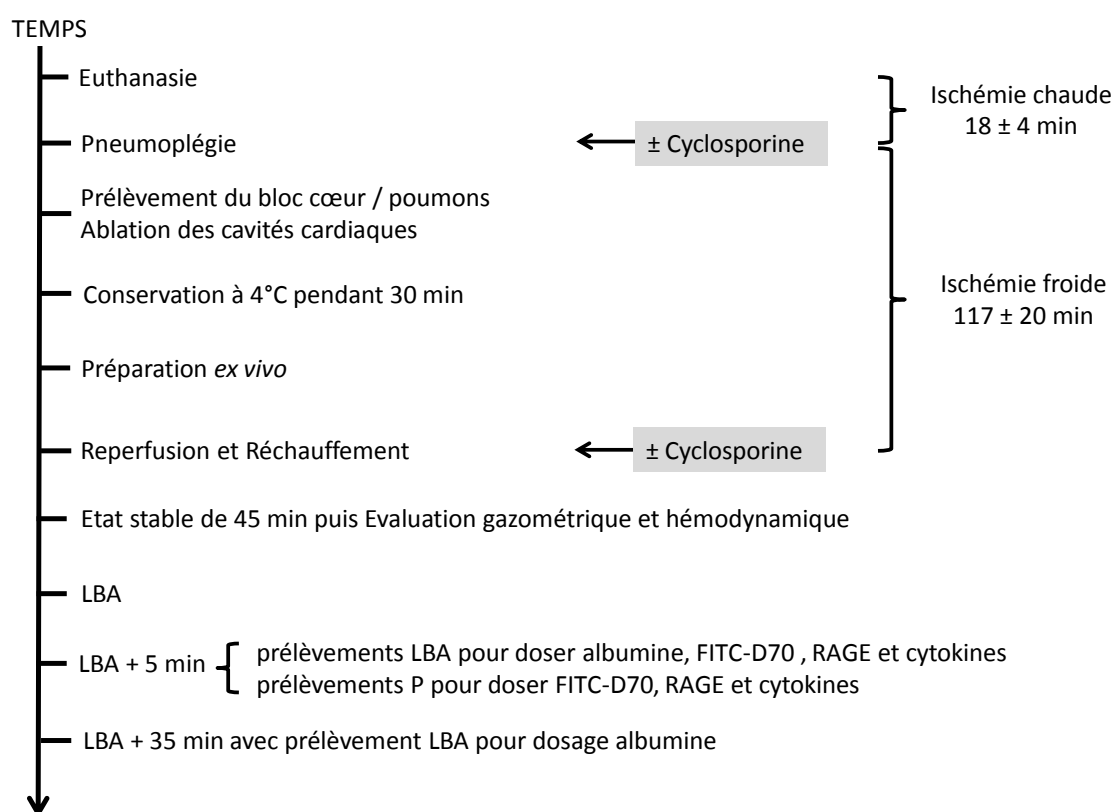 TEMPS
Euthanasie
Ischémie chaude
18 ± 4 min
Pneumoplégie
± Cyclosporine
Prélèvement du bloc cœur / poumons
Ablation des cavités cardiaques
Conservation à 4°C pendant 30 min
Ischémie froide
117 ± 20 min
Préparation ex vivo
Reperfusion et Réchauffement
± Cyclosporine
Etat stable de 45 min puis Evaluation gazométrique et hémodynamique
LBA
LBA + 5 min
prélèvements LBA pour doser albumine, FITC-D70 , RAGE et cytokines
prélèvements P pour doser FITC-D70, RAGE et cytokines
LBA + 35 min avec prélèvement LBA pour dosage albumine